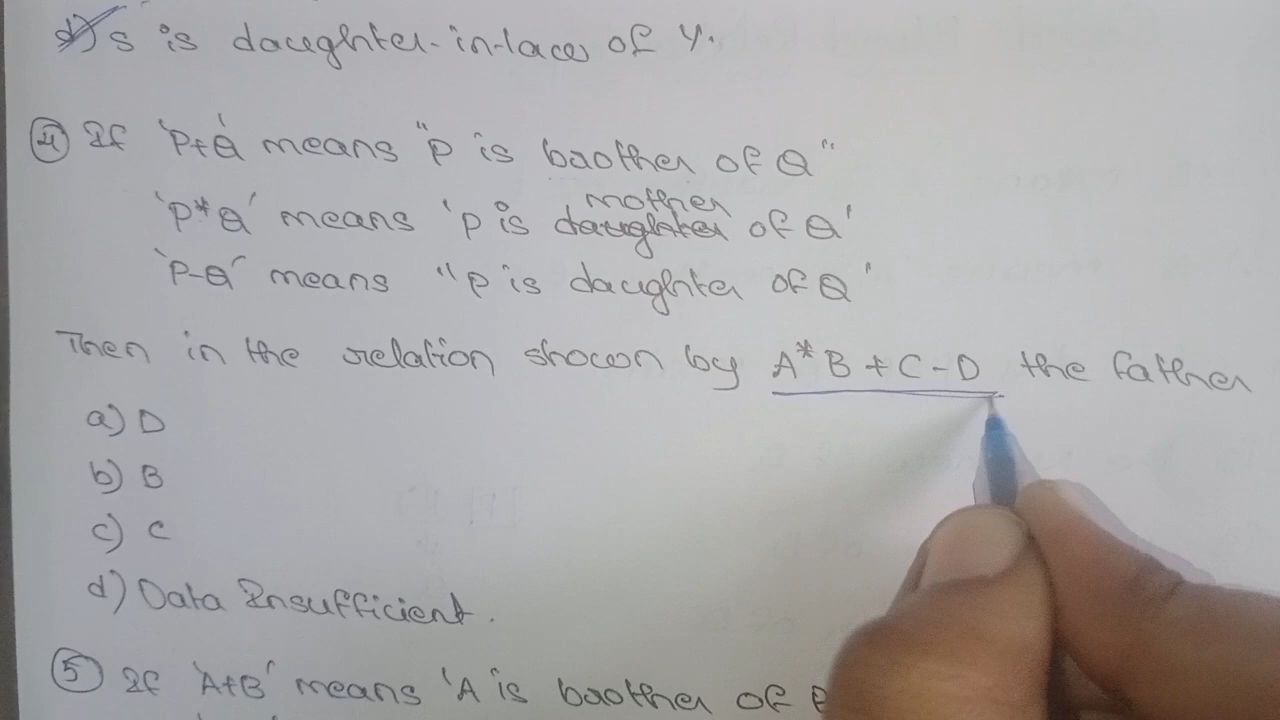 d) S is daughter-in-law of Y.
④ If 'P+Q' means "P is brother of Q"
mother
'P*Q' means 'P is daughter of Q'
'P-Q' means "P is daughter of Q'
Then in the relation shown by A*B+C-D the father
a) D
b) B
c) C
d) Data Insufficient.
⑤ If 'A+B' means 'A is brother of